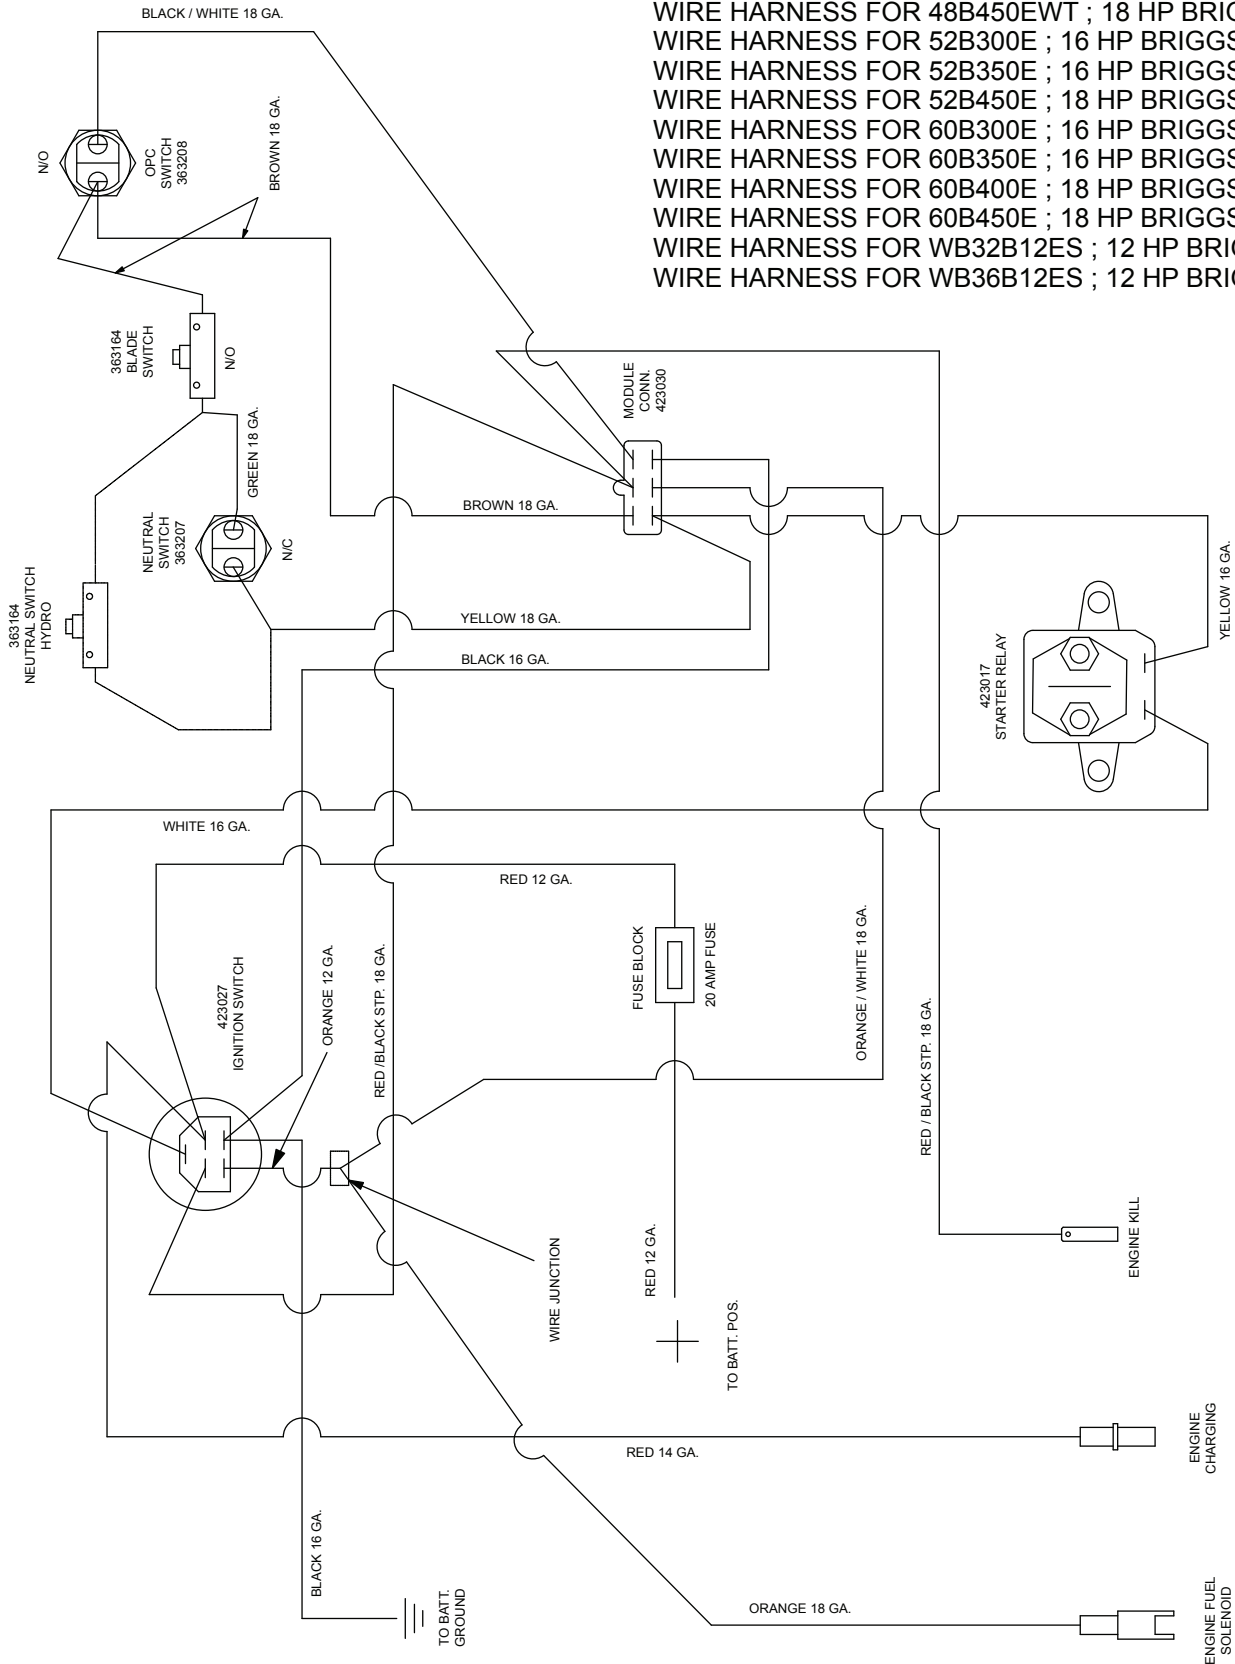 BLACK / WHITE 18 GA.
WIRE HARNESS FOR 48B450EWT ; 18 HP
WIRE HARNESS FOR 52B300E ; 16 HP BRIGGS
WIRE HARNESS FOR 52B350E ; 16 HP BRIGGS
WIRE HARNESS FOR 52B450E ; 18 HP BRIGGS
WIRE HARNESS FOR 60B300E ; 16 HP BRIGGS
WIRE HARNESS FOR 60B350E ; 16 HP BRIGGS
WIRE HARNESS FOR 60B400E ; 18 HP BRIGGS
WIRE HARNESS FOR 60B450E ; 18 HP BRIGGS
WIRE HARNESS FOR WB32B12ES ; 12 HP
WIRE HARNESS FOR WB36B12ES ; 12 HP
N/O
OPC
SWITCH
363208
BROWN 18 GA.
363164
BLADE
SWITCH
N/O
GREEN 18 GA.
MODULE
CONN.
423030
NEUTRAL
SWITCH
363207
N/C
BROWN 18 GA.
363164
NEUTRAL SWITCH
HYDRO
YELLOW 18 GA.
BLACK 16 GA.
YELLOW 16 GA.
423017
STARTER RELAY
WHITE 16 GA.
RED 12 GA.
423027
IGNITION SWITCH
ORANGE 12 GA.
RED /BLACK STP. 18 GA.
FUSE BLOCK
20 AMP FUSE
ORANGE / WHITE 18 GA.
RED / BLACK STP. 18 GA.
WIRE JUNCTION
RED 12 GA.
TO BATT. POS.
ENGINE KILL
RED 14 GA.
ENGINE
CHARGING
BLACK 16 GA.
TO BATT.
GROUND
ORANGE 18 GA.
ENGINE FUEL
SOLENOID